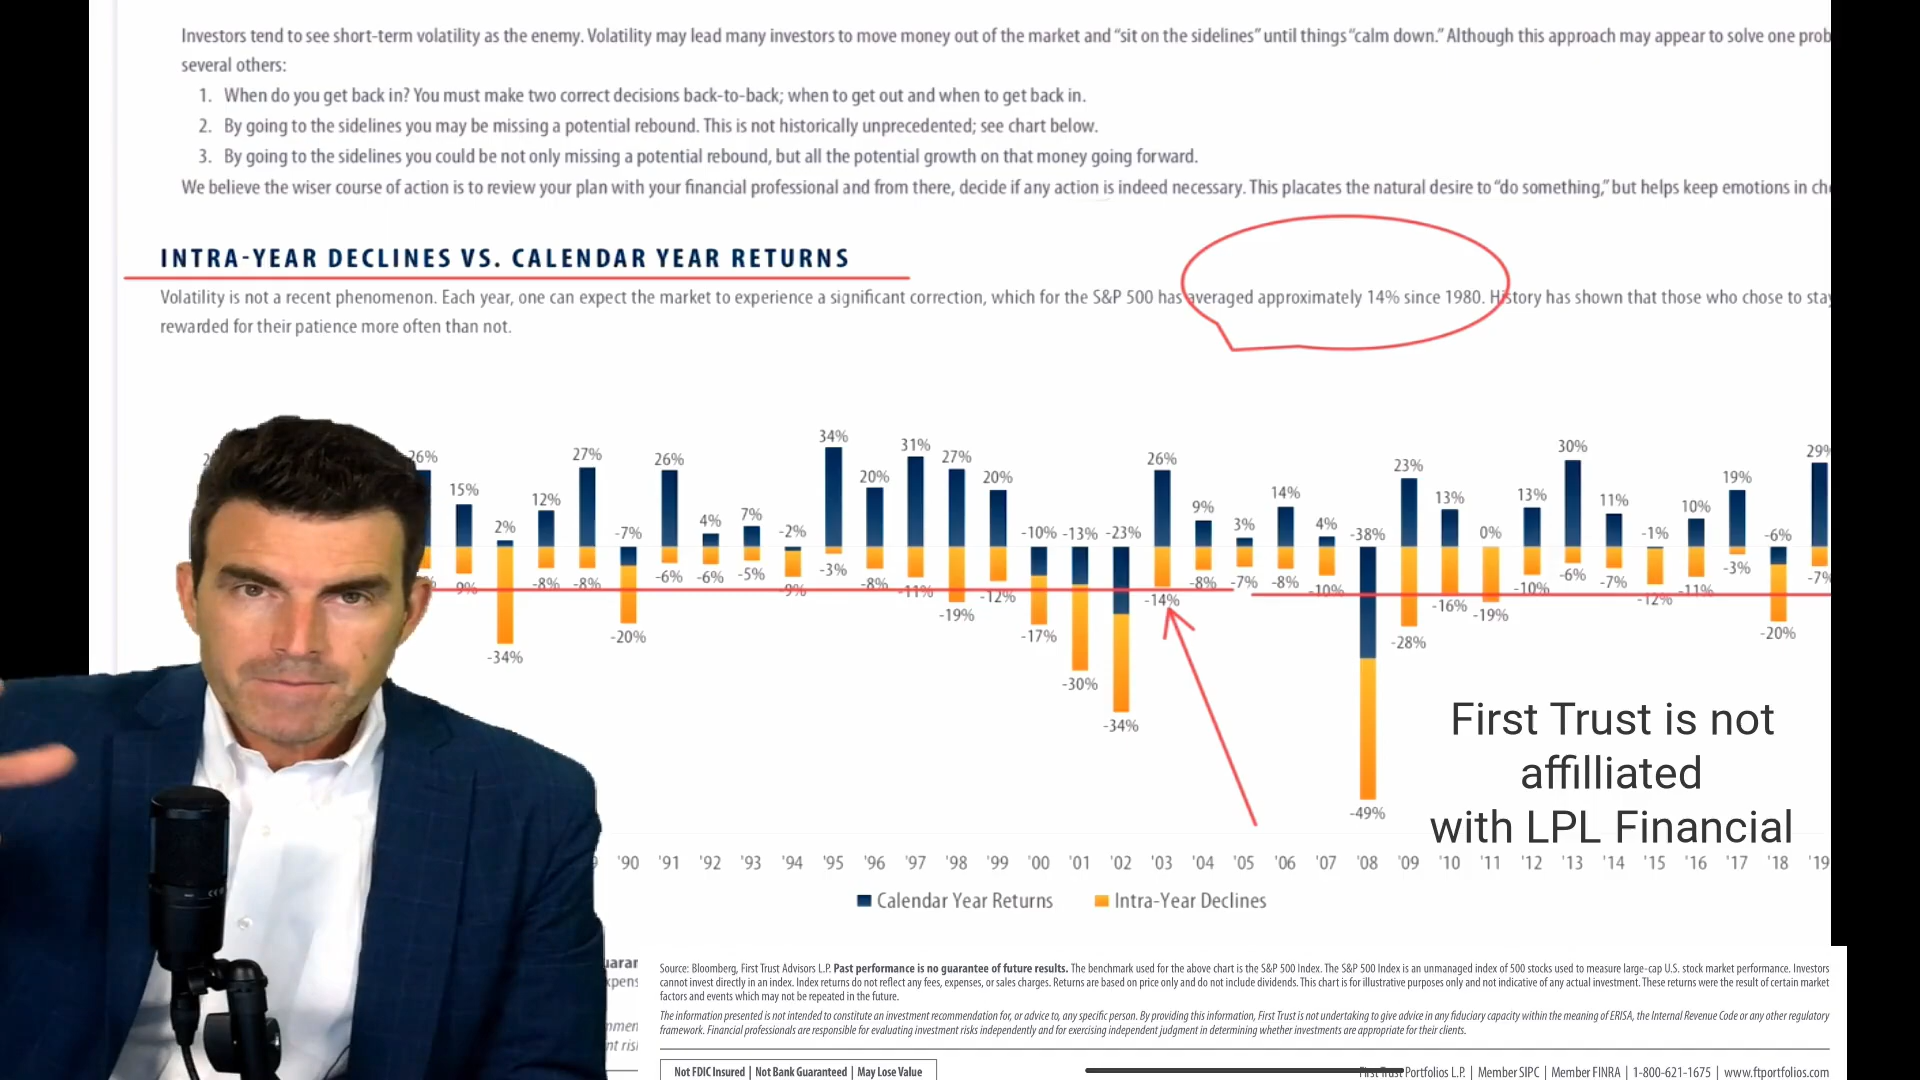 Investors tend to see short-term volatility as the enemy. Volatility may lead many investors to move money out of the market and “sit on the sidelines” until things “calm down.” Although this approach may appear to solve one prob
several others:
1. When do you get back in? You must make two correct decisions back-to-back; when to get out and when to get back in.
2. By going to the sidelines you may be missing a potential rebound. This is not historically unprecedented; see chart below.
3. By going to the sidelines you could be not only missing a potential rebound, but all the potential growth on that money going forward.
We believe the wiser course of action is to review your plan with your financial professional and from there, decide if any action is indeed necessary. This placates the natural desire to “do something,” but helps keep emotions in ch
INTRA-YEAR DECLINES VS. CALENDAR YEAR RETURNS
Volatility is not a recent phenomenon. Each year, one can expect the market to experience a significant correction, which for the S&P 500 has averaged approximately 14% since 1980. History has shown that those who chose to stay
rewarded for their patience more often than not.
26% 15% 2% 12% 27% -7% 26% 4% 7% -2% 34% 20% 31% 27% 20% -10% -13% -23% 26% 9% 3% 14% 4% -38% 23% 13% 0% 13% 30% 11% -1% 10% 19% -6% 29%
-9% -34% -8% -8% -20% -6% -6% -5% -9% -3% -8% -11% -19% -12% -17% -30% -34% -14% -8% -7% -8% -10% -49% -28% -16% -19% -10% -6% -7% -12% -11% -3% -20% -7%
First Trust is not
affilliated
with LPL Financial
'90 '91 '92 '93 '94 '95 '96 '97 '98 '99 '00 '01 '02 '03 '04 '05 '06 '07 '08 '09 '10 '11 '12 '13 '14 '15 '16 '17 '18 '19
Calendar Year Returns Intra-Year Declines
Source: Bloomberg, First Trust Advisors L.P. Past performance is no guarantee of future results. The benchmark used for the above chart is the S&P 500 Index. The S&P 500 Index is an unmanaged index of 500 stocks used to measure large-cap U.S. stock market performance. Investors
cannot invest directly in an index. Index returns do not reflect any fees, expenses, or sales charges. Returns are based on price only and do not include dividends. This chart is for illustrative purposes only and not indicative of any actual investment. These returns were the result of certain market
factors and events which may not be repeated in the future.
The information presented is not intended to constitute an investment recommendation for, or advice to, any specific person. By providing this information, First Trust is not undertaking to give advice in any fiduciary capacity within the meaning of ERISA, the Internal Revenue Code or any other regulatory
framework. Financial professionals are responsible for evaluating investment risks independently and for exercising independent judgment in determining whether investments are appropriate for their clients.
Not FDIC Insured | Not Bank Guaranteed | May Lose Value
First Trust Portfolios L.P. | Member SIPC | Member FINRA | 1-800-621-1675 | www.ftportfolios.com